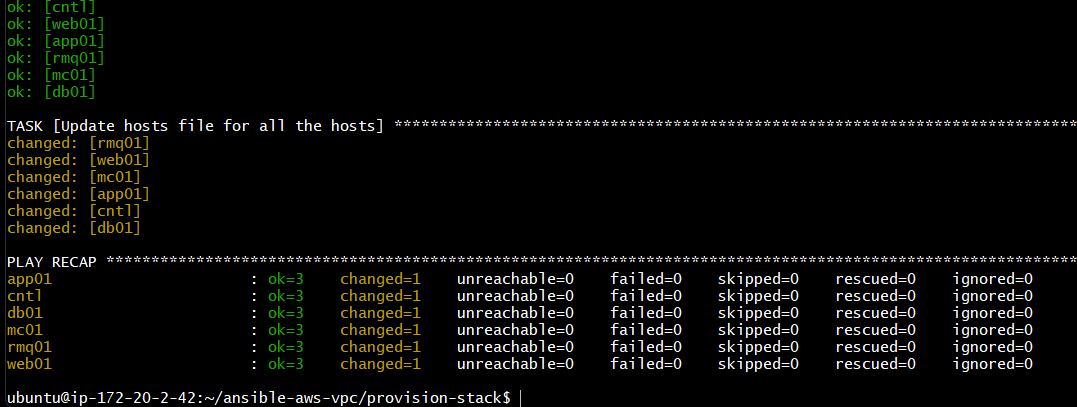 ok: [cntl]
ok: [web01]
ok: [app01]
ok: [rmq01]
ok: [mc01]
ok: [db01]
TASK [Update hosts file for all the hosts] ****************************************************************************
changed: [rmq01]
changed: [web01]
changed: [mc01]
changed: [app01]
changed: [cntl]
changed: [db01]
PLAY RECAP ************************************************************************************************************
app01 : ok=3 changed=1 unreachable=0 failed=0 skipped=0 rescued=0 ignored=0
cntl : ok=3 changed=1 unreachable=0 failed=0 skipped=0 rescued=0 ignored=0
db01 : ok=3 changed=1 unreachable=0 failed=0 skipped=0 rescued=0 ignored=0
mc01 : ok=3 changed=1 unreachable=0 failed=0 skipped=0 rescued=0 ignored=0
rmq01 : ok=3 changed=1 unreachable=0 failed=0 skipped=0 rescued=0 ignored=0
web01 : ok=3 changed=1 unreachable=0 failed=0 skipped=0 rescued=0 ignored=0
ubuntu@ip-172-20-2-42:~/ansible-aws-vpc/provision-stack$